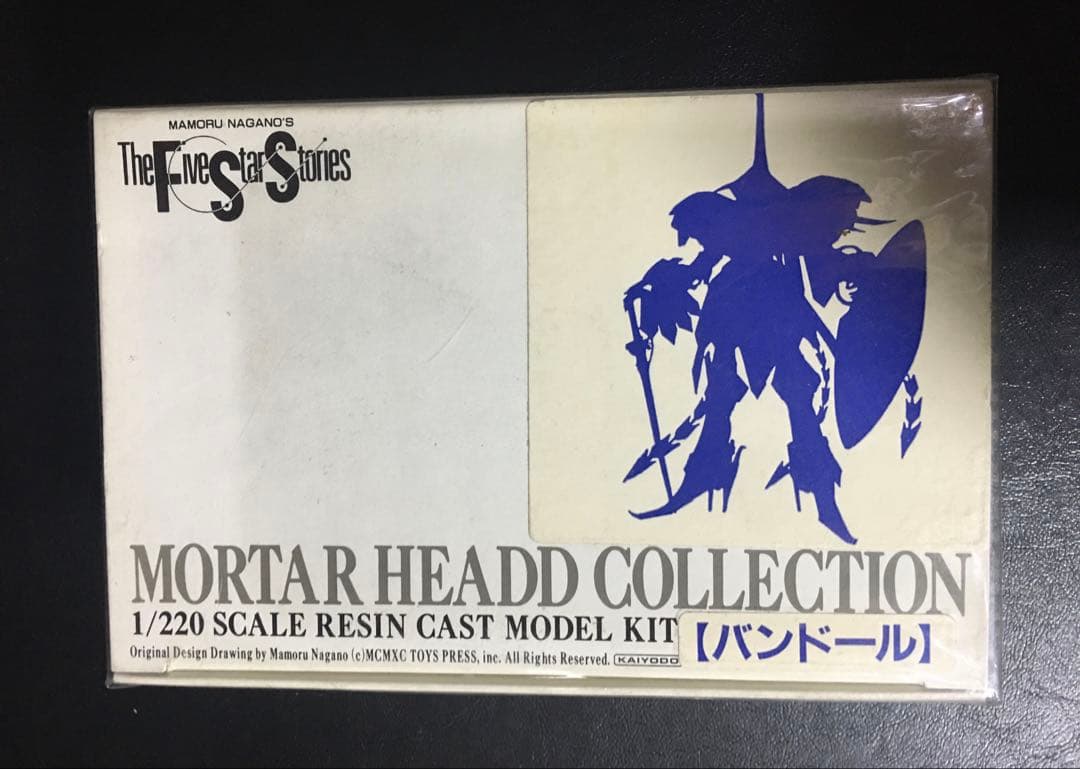 MAMORU NAGANO'S
The Five Star Stories
MORTAR HEADD COLLECTION
1/220 SCALE RESIN CAST MODEL KIT
【バンドール】
Original Design Drawing by Mamoru Nagano (c)MCMXC TOYS PRESS, inc. All Rights Reserved. KAIYODO